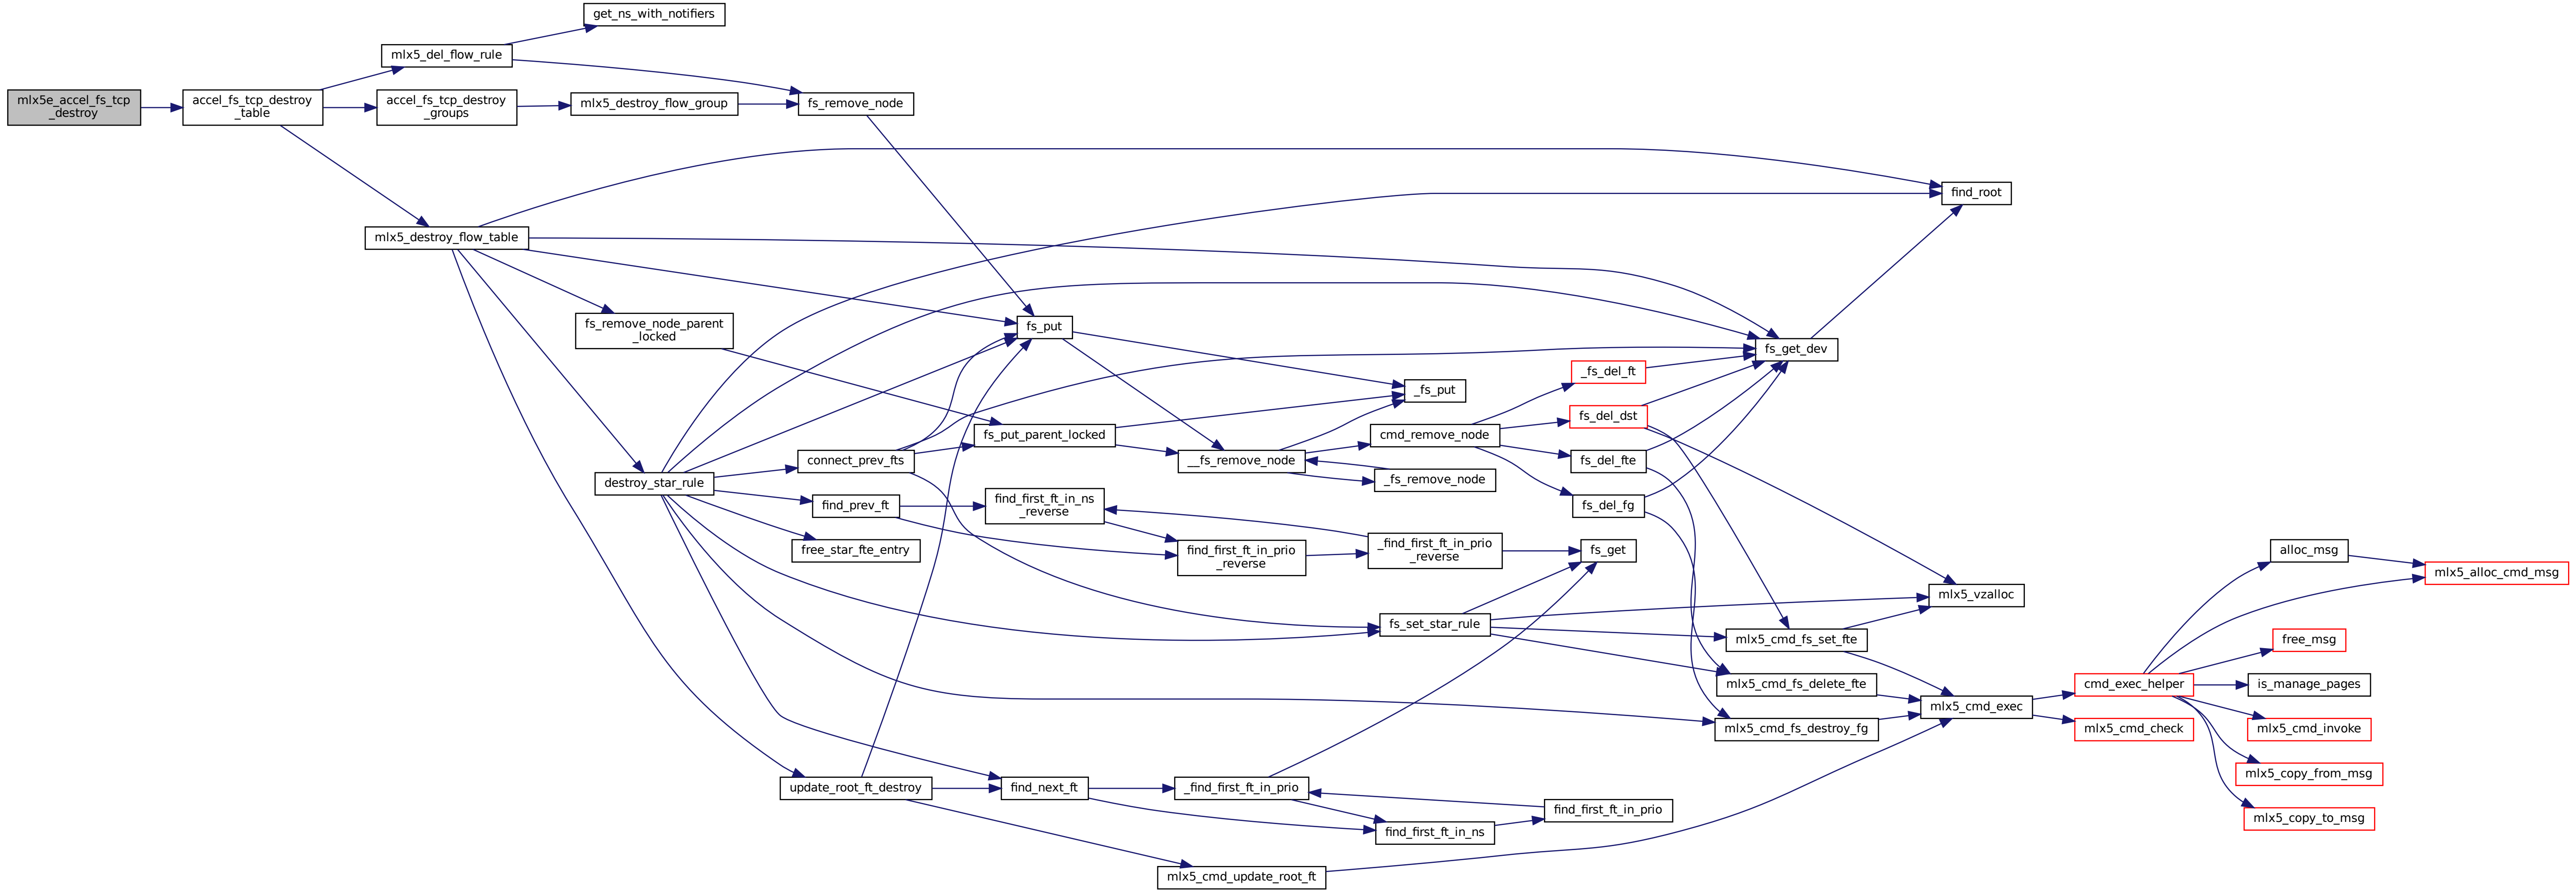 get_ns_with_notifiers
mlx5_del_flow_rule
mlx5e_accel_fs_tcp
_destroy
accel_fs_tcp_destroy
_table
accel_fs_tcp_destroy
_groups
mlx5_destroy_flow_group
fs_remove_node
find_root
mlx5_destroy_flow_table
fs_remove_node_parent
_locked
fs_put
fs_get_dev
_fs_del_ft
_fs_put
fs_del_dst
fs_put_parent_locked
cmd_remove_node
connect_prev_fts
__fs_remove_node
fs_del_fte
_fs_remove_node
destroy_star_rule
find_prev_ft
find_first_ft_in_ns
_reverse
fs_del_fg
free_star_fte_entry
find_first_ft_in_prio
_reverse
_find_first_ft_in_prio
_reverse
fs_get
alloc_msg
mlx5_alloc_cmd_msg
mlx5_vzalloc
fs_set_star_rule
mlx5_cmd_fs_set_fte
free_msg
mlx5_cmd_fs_delete_fte
cmd_exec_helper
is_manage_pages
mlx5_cmd_exec
mlx5_cmd_fs_destroy_fg
mlx5_cmd_check
mlx5_cmd_invoke
mlx5_copy_from_msg
update_root_ft_destroy
find_next_ft
_find_first_ft_in_prio
find_first_ft_in_prio
mlx5_copy_to_msg
find_first_ft_in_ns
mlx5_cmd_update_root_ft